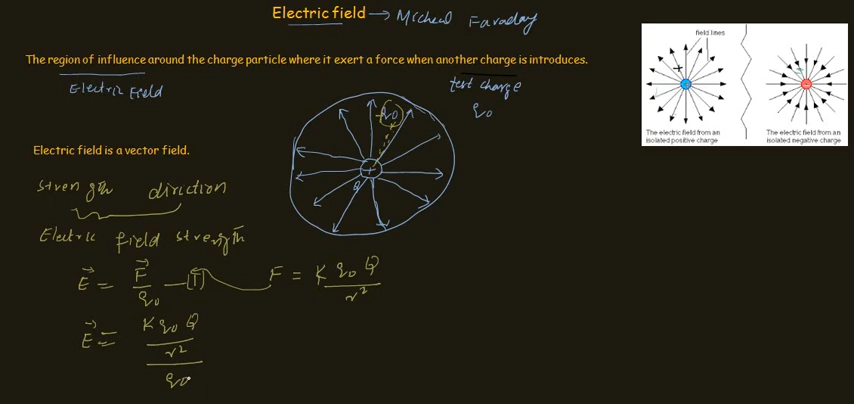 Electric field → Micheal Faraday
The region of influence around the charge particle where it exert a force when another charge is introduces.
Electric Field
test charge
q₀
+q₀
+
Q
Electric field is a vector field.
strength direction
Electric field strength
E⃗ = F⃗ / q₀ — (I)
F = K q₀ Q / r²
E⃗ = K q₀ Q / r² / q₀
field lines
+
The electric field from an
isolated positive charge
The electric field from an
isolated negative charge